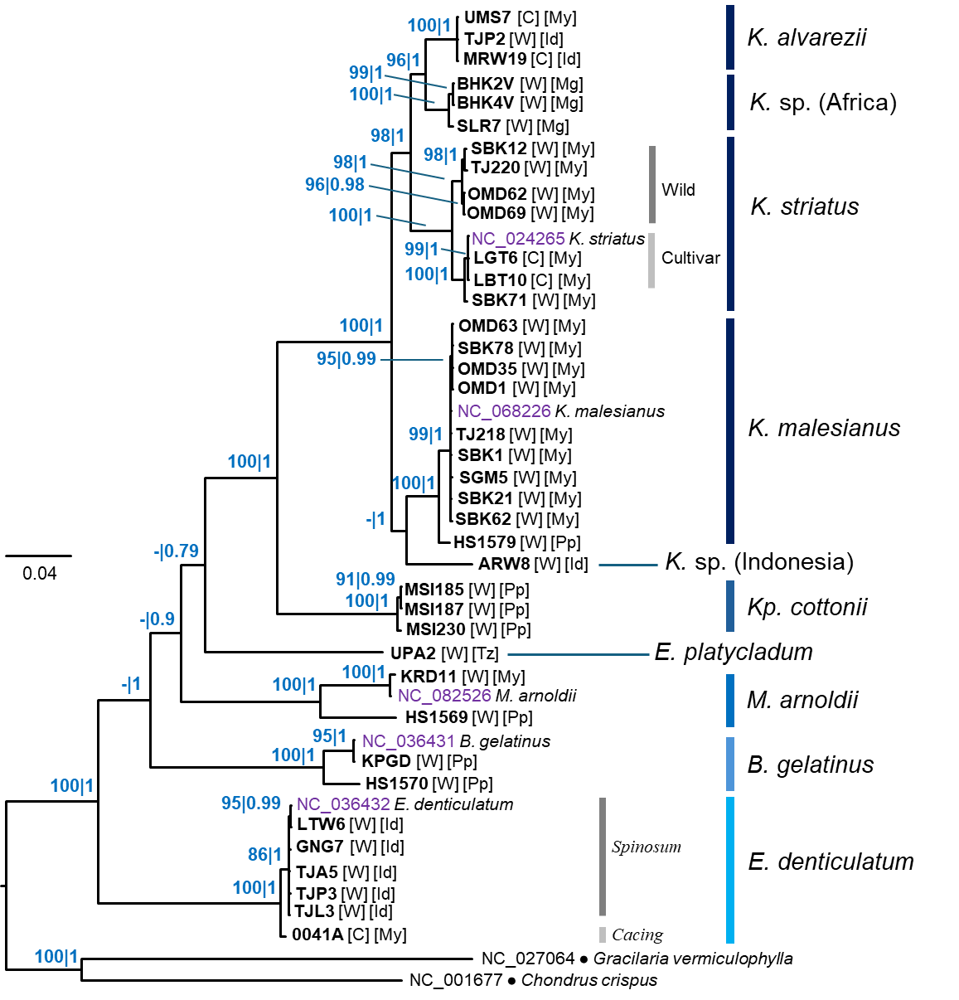 UMS7 [C] [My]
100|1
TJP2 [W] [Id]
K. alvarezii
MRW19 [C] [Id]
96|1
99|1
BHK2V [W] [Mg]
100|1
BHK4V [W] [Mg]
K. sp. (Africa)
SLR7 [W] [Mg]
98|1
SBK12 [W] [My]
98|1
98|1
TJ220 [W] [My]
96|0.98
OMD62 [W] [My]
Wild
OMD69 [W] [My]
K. striatus
100|1
NC_024265 K. striatus
99|1
LGT6 [C] [My]
Cultivar
100|1
LBT10 [C] [My]
SBK71 [W] [My]
100|1
OMD63 [W] [My]
SBK78 [W] [My]
95|0.99
OMD35 [W] [My]
OMD1 [W] [My]
NC_068226 K. malesianus
K. malesianus
99|1
TJ218 [W] [My]
SBK1 [W] [My]
100|1
SGM5 [W] [My]
100|1
SBK21 [W] [My]
-|1
SBK62 [W] [My]
HS1579 [W] [Pp]
-|0.79
ARW8 [W] [Id]
K. sp. (Indonesia)
0.04
91|0.99
MSI185 [W] [Pp]
100|1
MSI187 [W] [Pp]
Kp. cottonii
-|0.9
MSI230 [W] [Pp]
UPA2 [W] [Tz]
E. platycladum
100|1
KRD11 [W] [My]
-|1
100|1
NC_082526 M. arnoldii
M. arnoldii
HS1569 [W] [Pp]
95|1
NC_036431 B. gelatinus
100|1
KPGD [W] [Pp]
B. gelatinus
HS1570 [W] [Pp]
100|1
95|0.99
NC_036432 E. denticulatum
LTW6 [W] [Id]
86|1
GNG7 [W] [Id]
Spinosum
E. denticulatum
TJA5 [W] [Id]
100|1
TJP3 [W] [Id]
TJL3 [W] [Id]
0041A [C] [My]
Cacing
100|1
NC_027064 ● Gracilaria vermiculophylla
NC_001677 ● Chondrus crispus